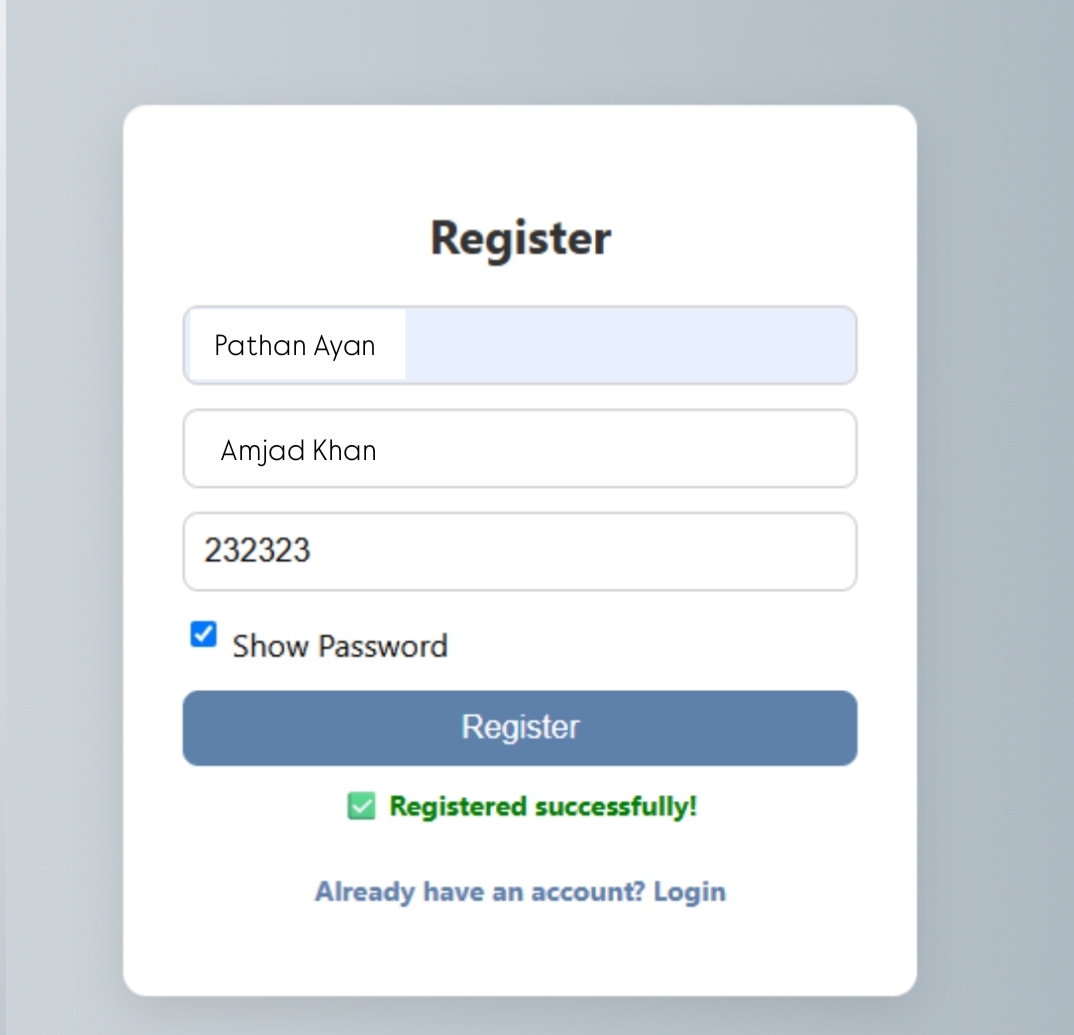 Register
Pathan Ayan
Amjad Khan
232323
Show Password
Register
✅ Registered successfully!
Already have an account? Login